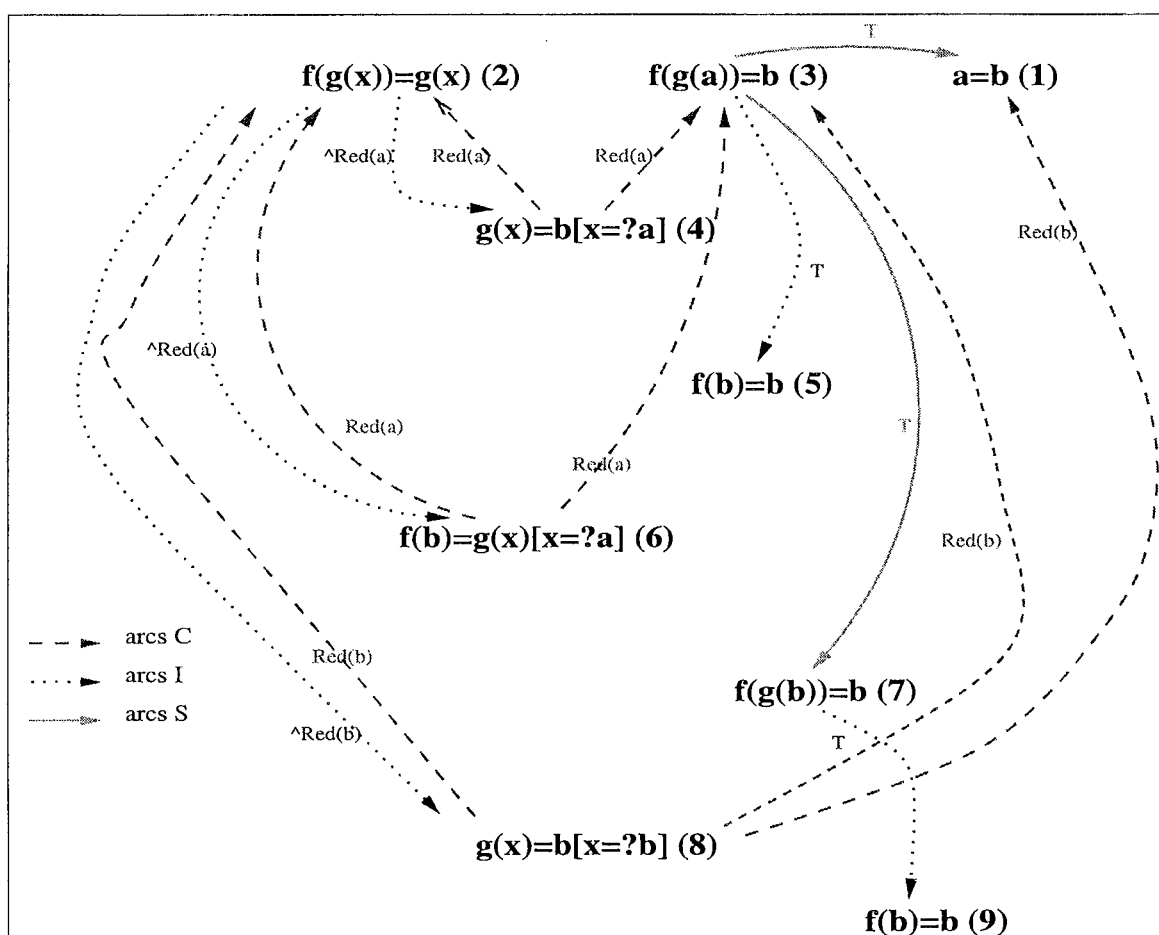 T
f(g(x))=g(x) (2) f(g(a))=b (3) a=b (1)
^Red(a) Red(a) Red(a)
g(x)=b[x=?a] (4)
Red(b)
T
^Red(a)
f(b)=b (5)
Red(a)
T
Red(a)
f(b)=g(x)[x=?a] (6)
Red(b)
arcs C
Red(b)
arcs I
f(g(b))=b (7)
arcs S
^Red(b)
T
g(x)=b[x=?b] (8)
f(b)=b (9)